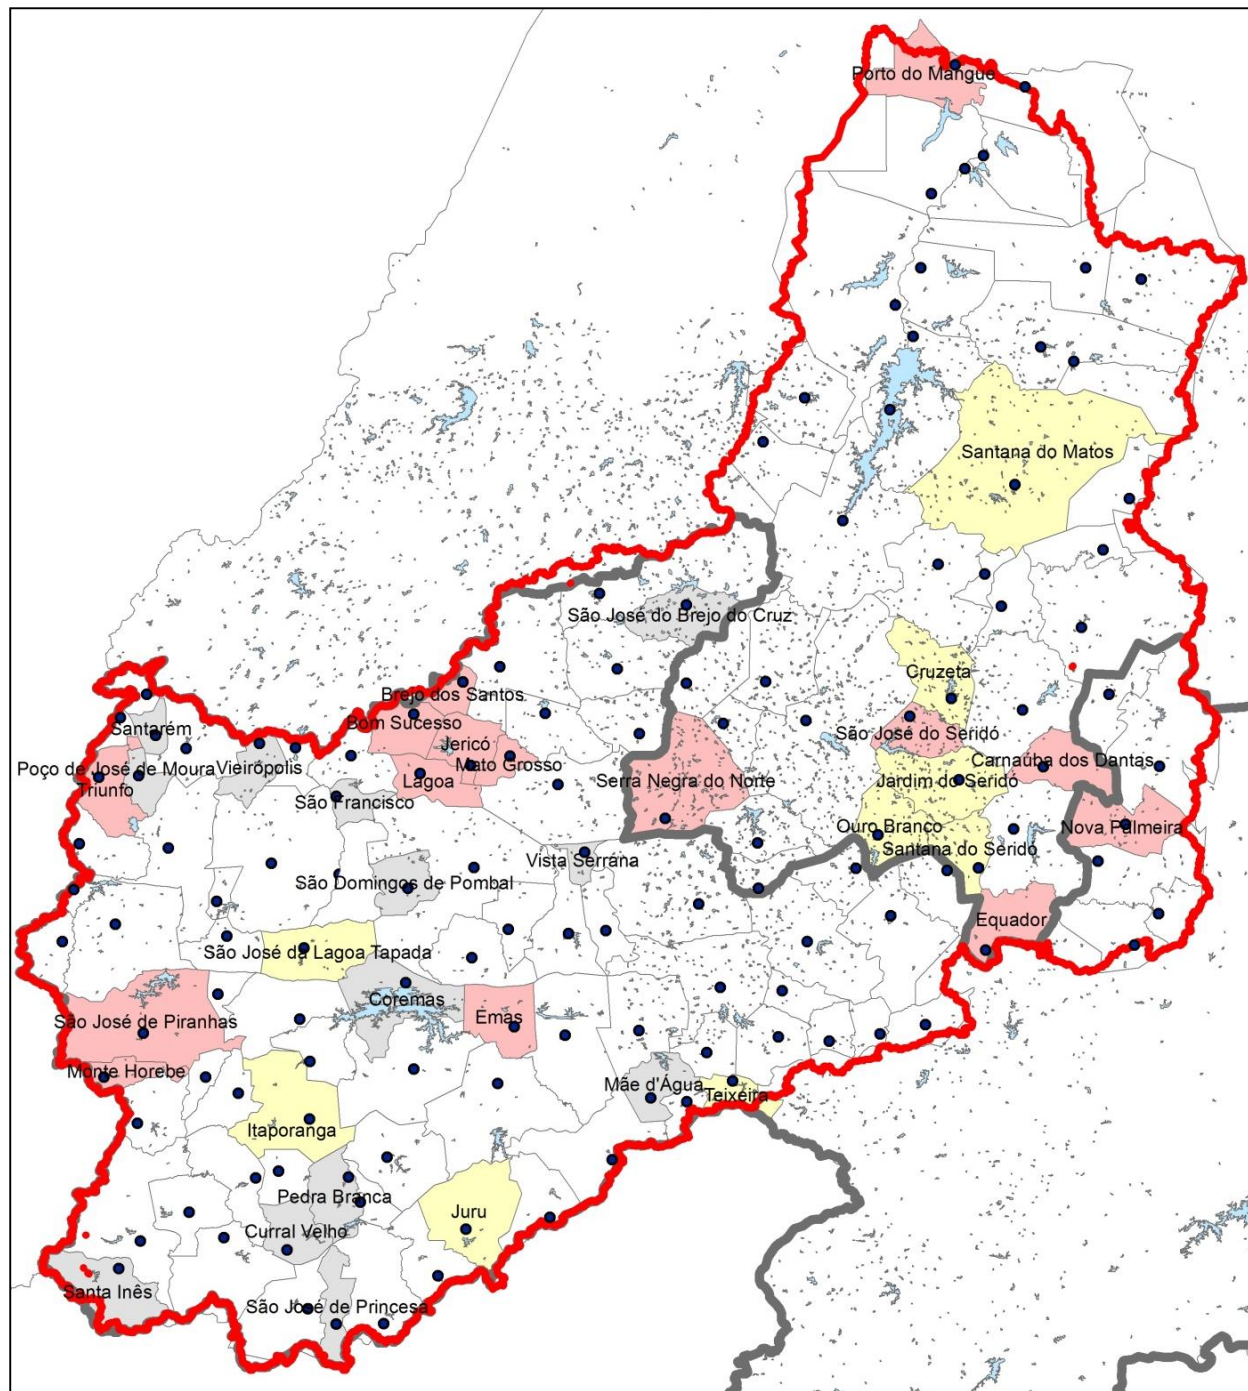 Porto do Mangue
Santana do Matos
São José do Brejo do Cruz
Cruzeta
Brejo dos Santos
Bom Sucesso
Santarém
São José do Seridó
Jericó
Carnaúba dos Dantas
Mato Grosso
Poço de José de Moura
Vieirópolis
Lagoa
Serra Negra do Norte
Jardim do Seridó
Triunfo
São Francisco
Ouro Branco
Nova Palmeira
Santana do Seridó
Vista Serrana
São Domingos de Pombal
Equador
São José da Lagoa Tapada
Coremas
São José de Piranhas
Emas
Monte Horebe
Mãe d'Água
Teixeira
Itaporanga
Pedra Branca
Juru
Curral Velho
Santa Inês
São José de Princesa